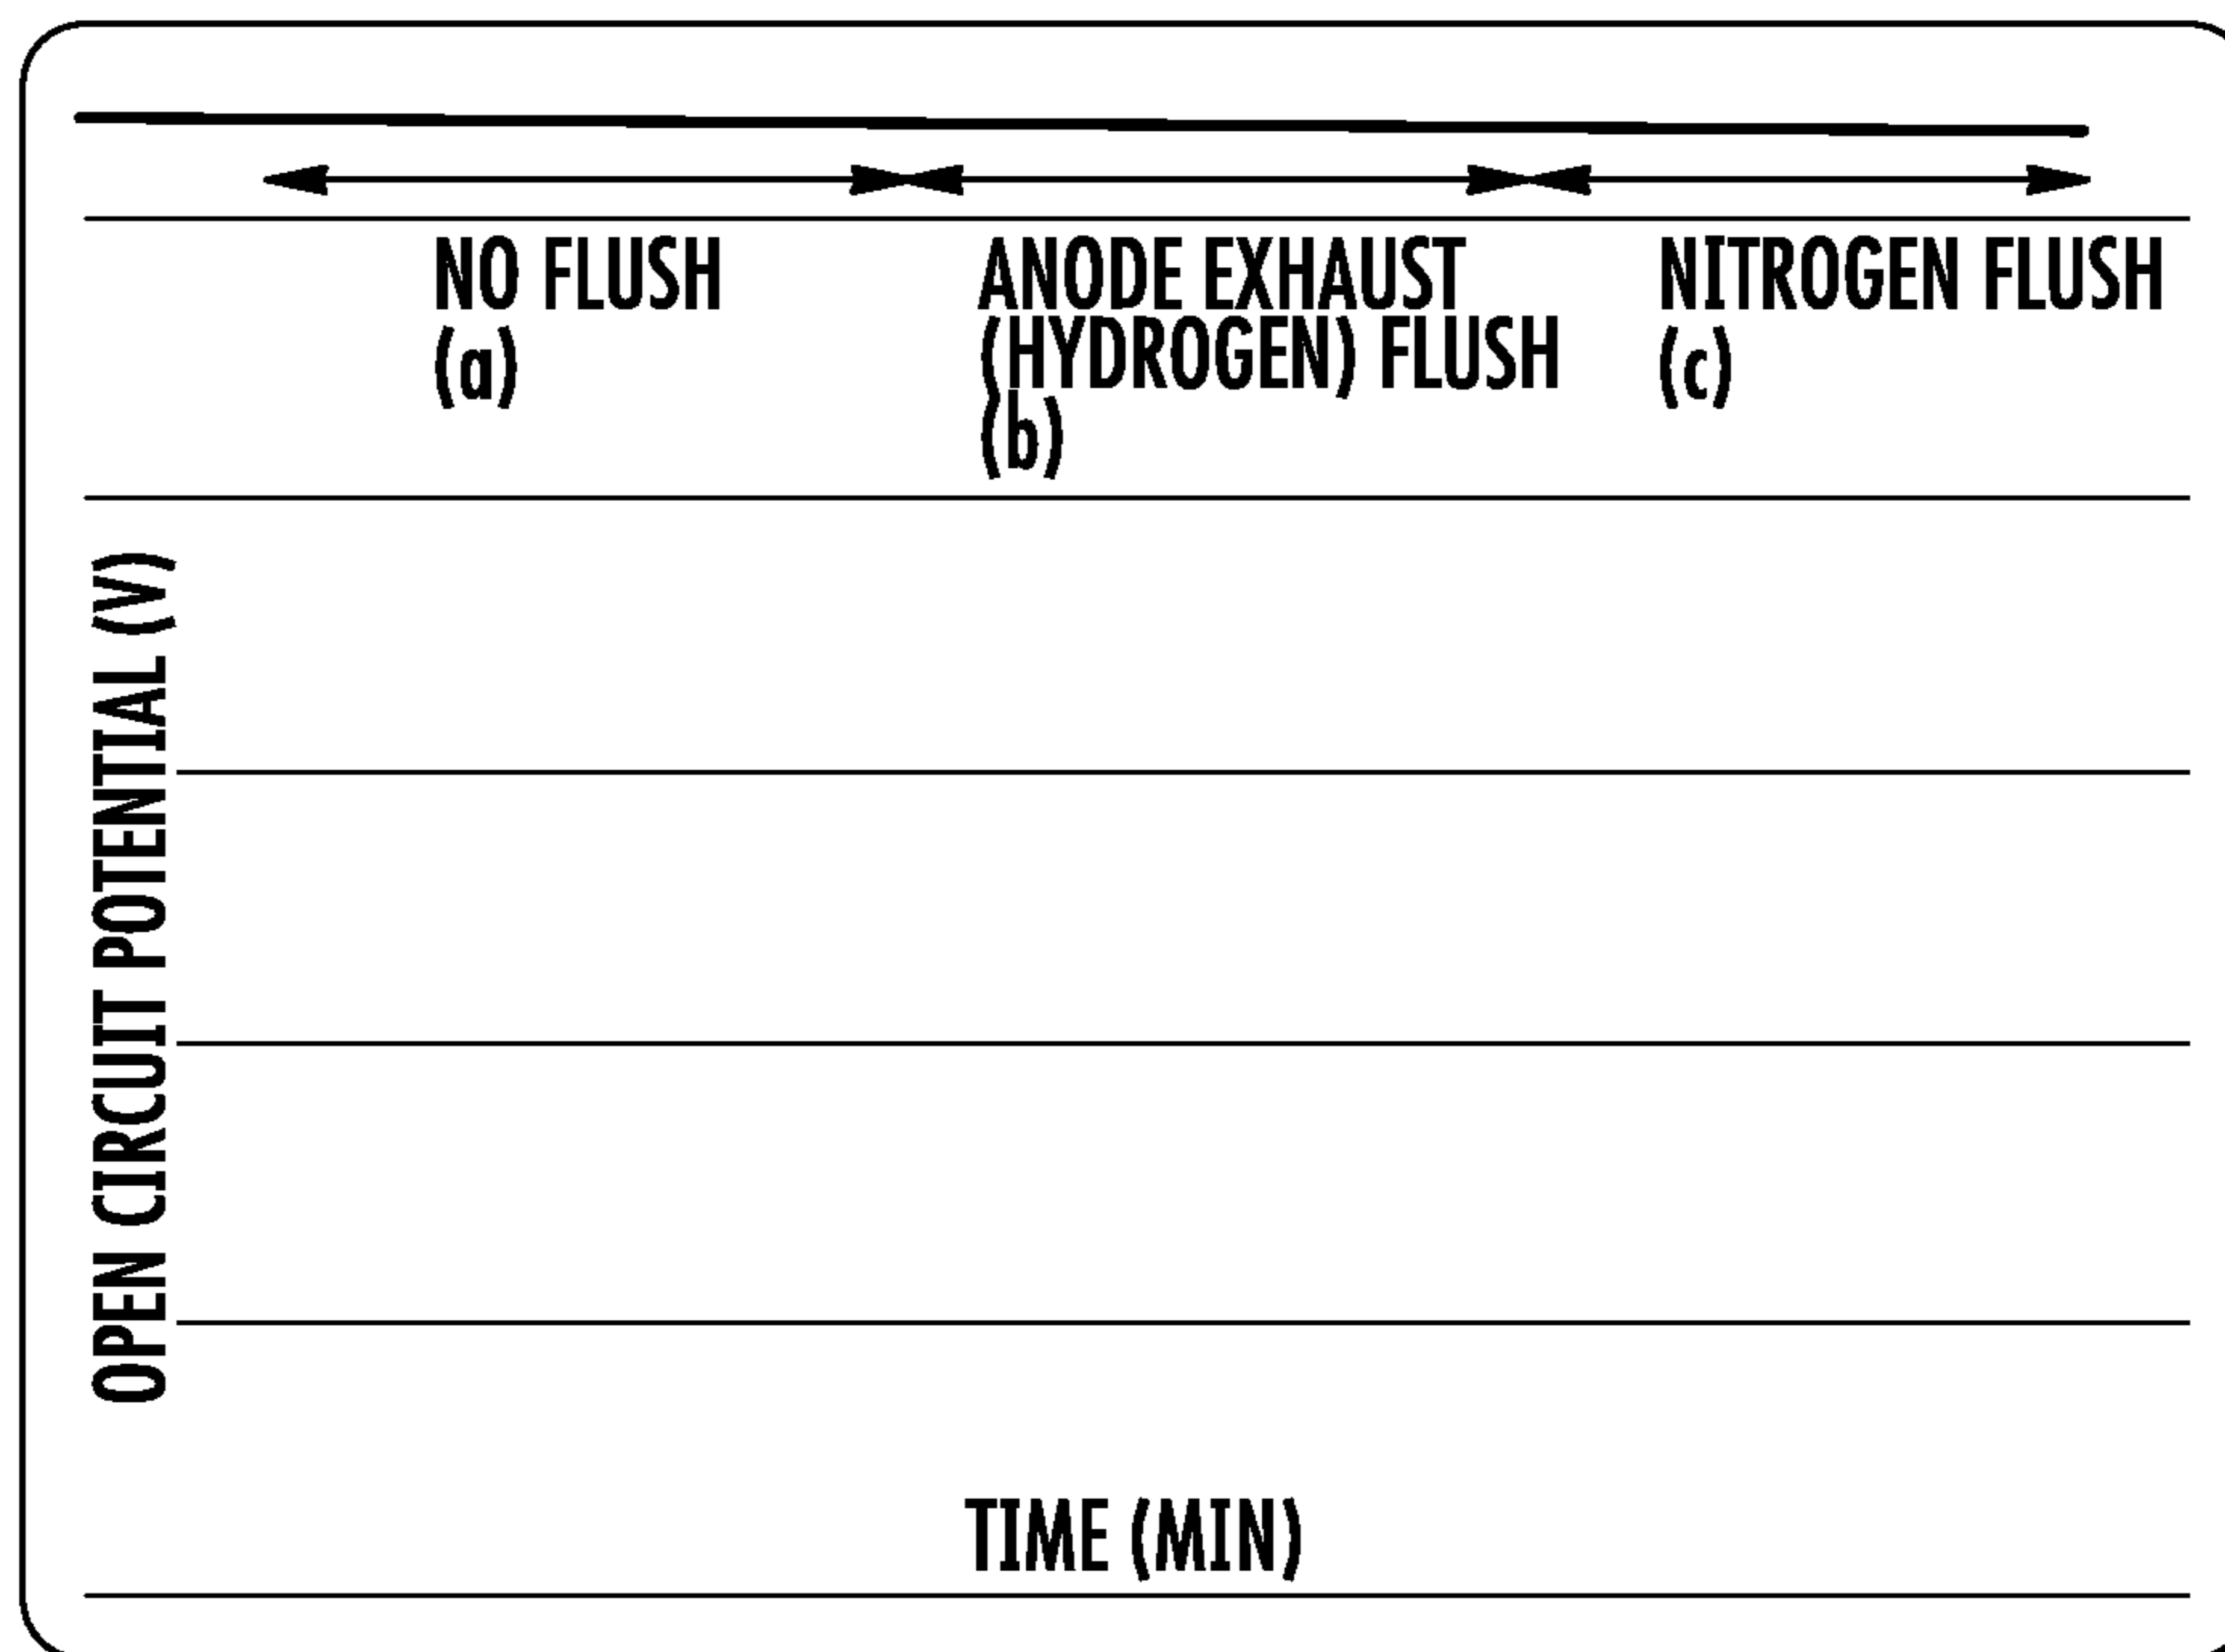 NO FLUSH
(a)
ANODE EXHAUST
(HYDROGEN) FLUSH
(b)
NITROGEN FLUSH
(c)
OPEN CIRCUIT POTENTIAL (V)
TIME (MIN)